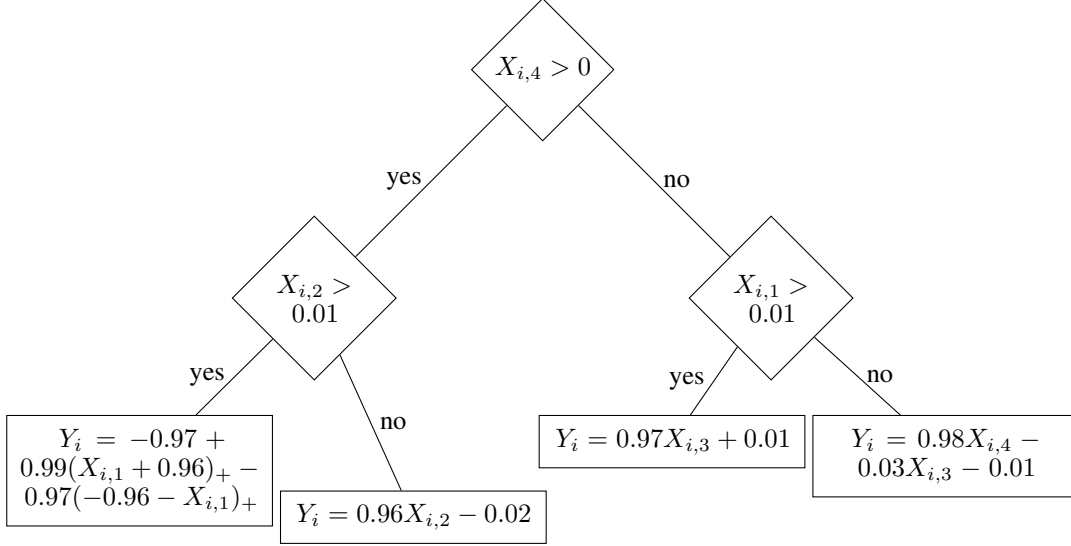 X_{i,4} > 0
yes
no
X_{i,2} >
0.01
X_{i,1} >
0.01
yes
no
yes
no
Y_i = −0.97 +
0.99(X_{i,1} + 0.96)_+ −
0.97(−0.96 − X_{i,1})_+
Y_i = 0.96X_{i,2} − 0.02
Y_i = 0.97X_{i,3} + 0.01
Y_i = 0.98X_{i,4} −
0.03X_{i,3} − 0.01